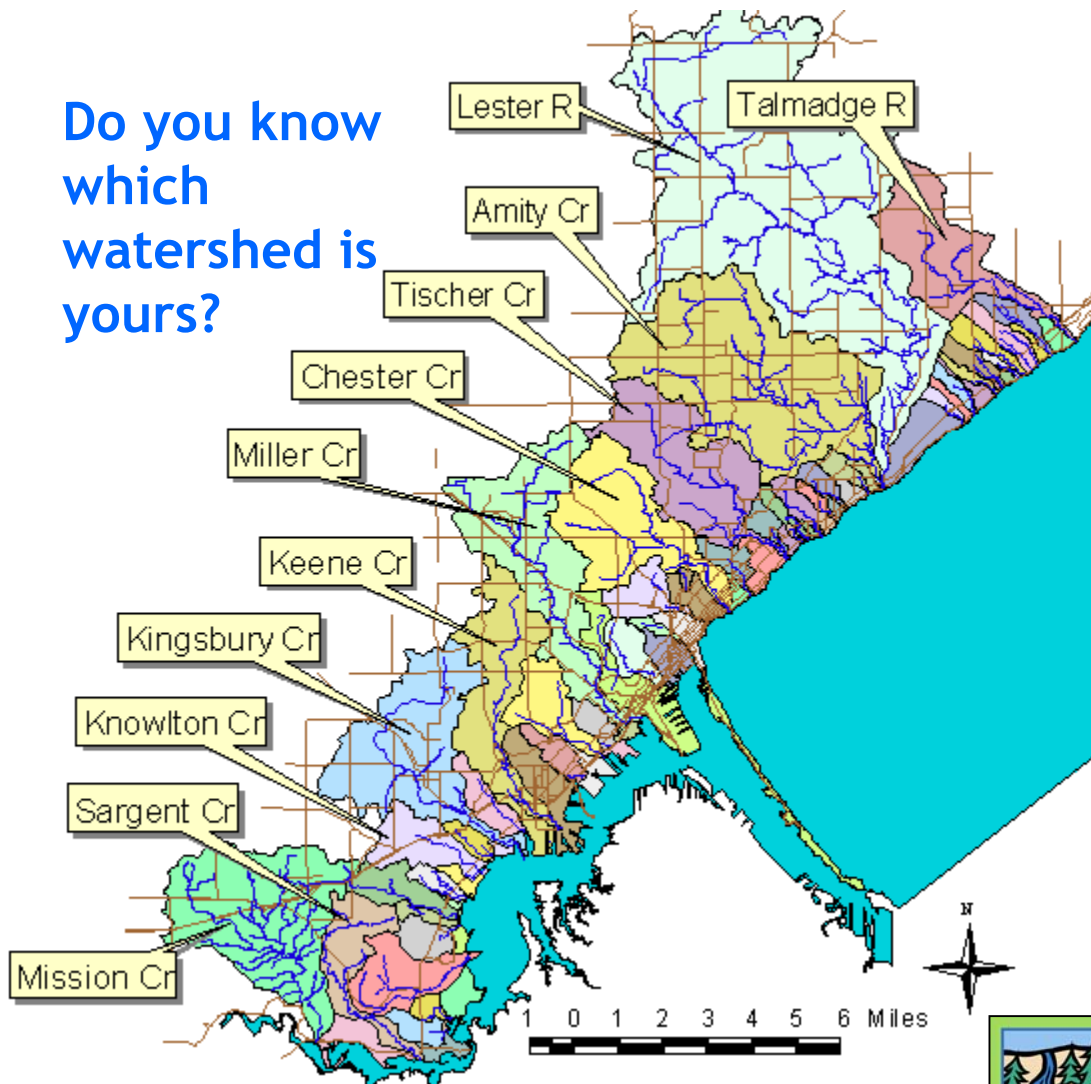 Do you know
which
watershed is
yours?
Lester R
Talmadge R
Amity Cr
Tischer Cr
Chester Cr
Miller Cr
Keene Cr
Kingsbury Cr
Knowlton Cr
Sargent Cr
Mission Cr
N
1 0 1 2 3 4 5 6 Miles